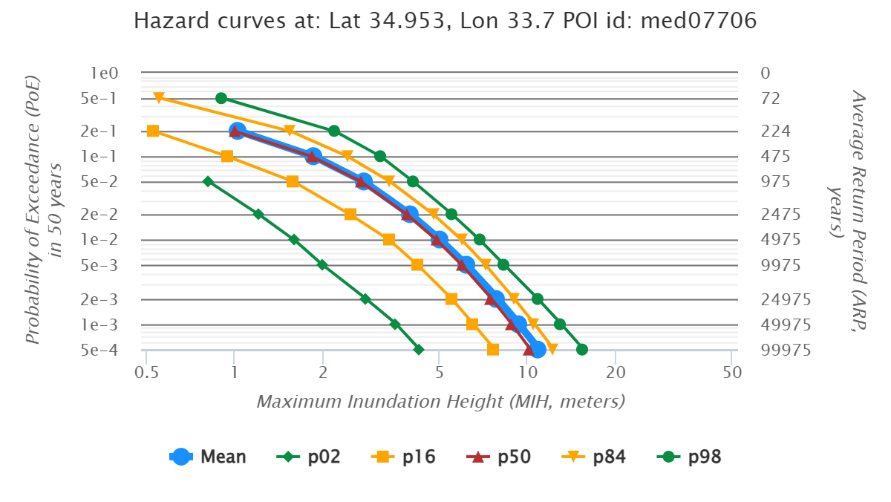 Hazard curves at: Lat 34.953, Lon 33.7 POI id: med07706
Probability of Exceedance (PoE)
in 50 years
1e0
5e-1
2e-1
1e-1
5e-2
2e-2
1e-2
5e-3
2e-3
1e-3
5e-4
0
72
224
475
975
2475
4975
9975
24975
49975
99975
Average Return Period (ARP,
years)
0.5 1 2 5 10 20 50
Maximum Inundation Height (MIH, meters)
Mean p02 p16 p50 p84 p98